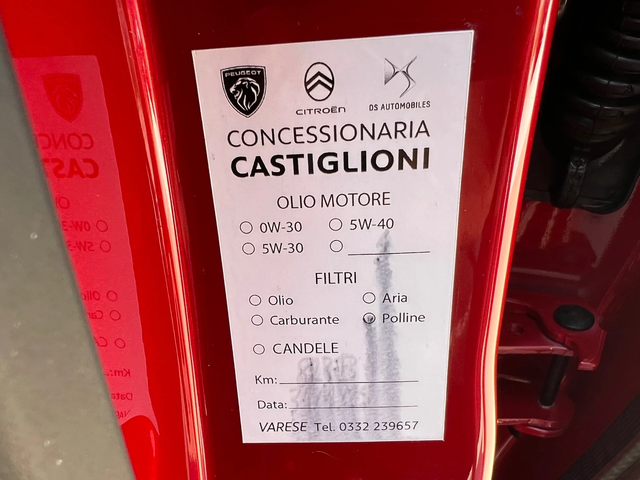 PEUGEOT
CITROËN
DS AUTOMOBILES
CONCESSIONARIA
CASTIGLIONI
OLIO MOTORE
0W-30 5W-40
5W-30
FILTRI
Olio Aria
Carburante Polline
CANDELE
Km:
Data:
VARESE Tel. 0332 239657